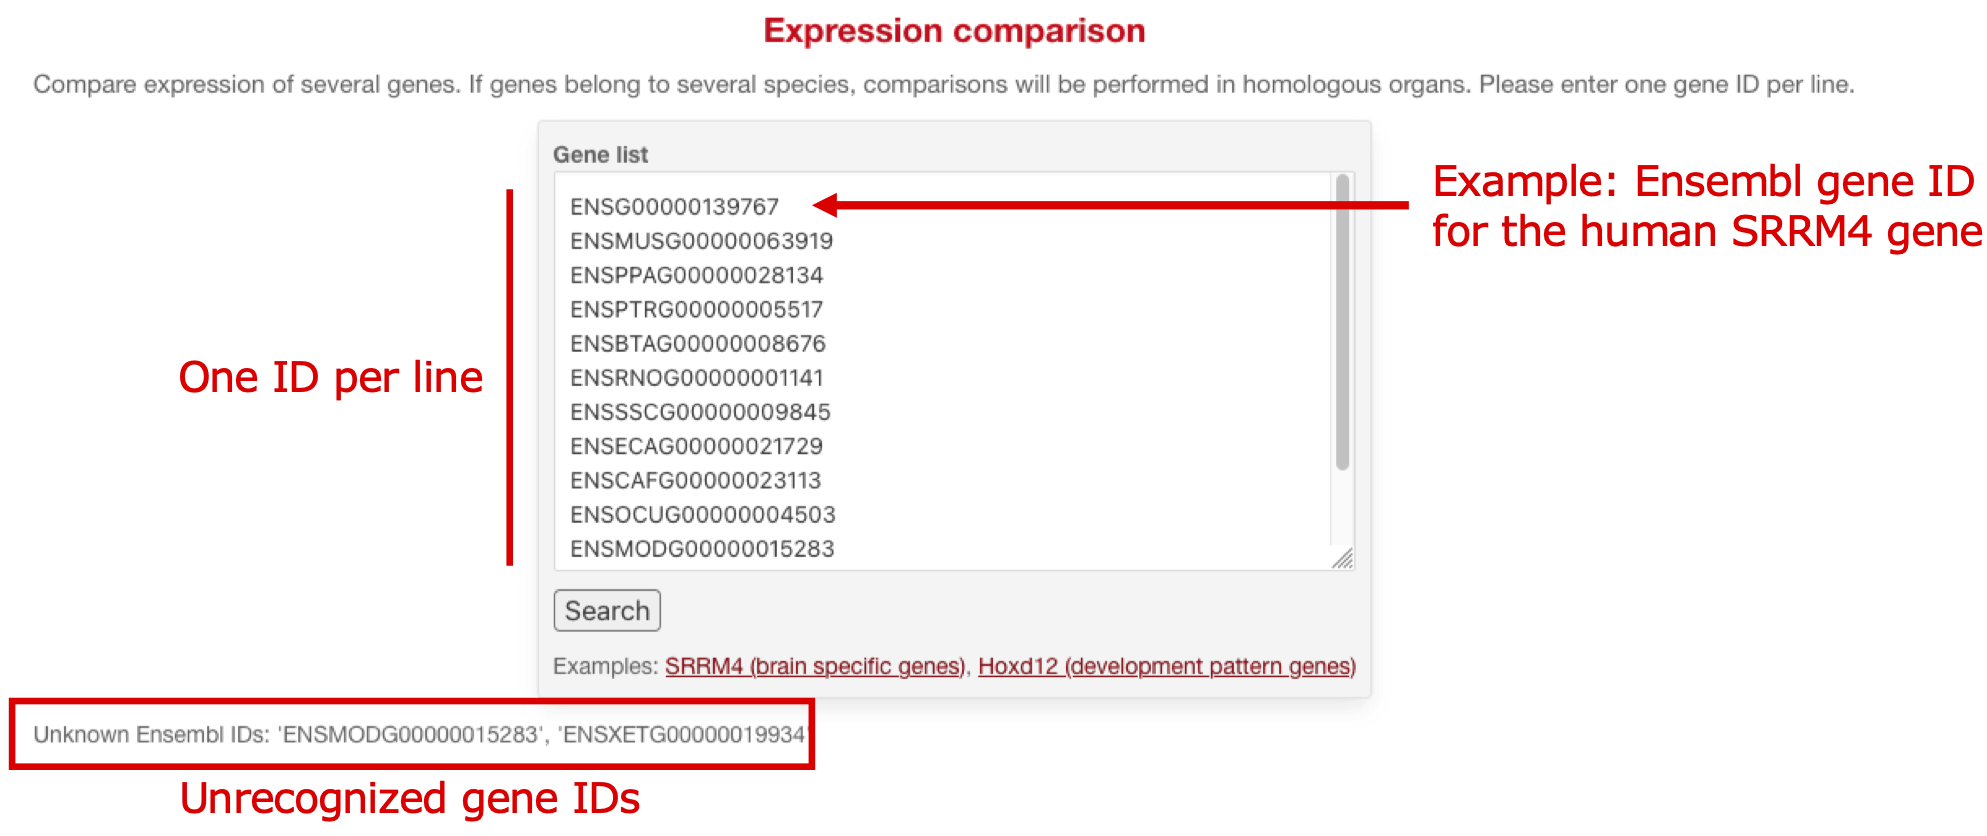 Expression comparison
Compare expression of several genes. If genes belong to several species, comparisons will be performed in homologous organs. Please enter one gene ID per line.
Gene list
ENSG00000139767
ENSMUSG00000063919
ENSPPAG00000028134
ENSPTRG00000005517
ENSBTAG00000008676
ENSRNOG00000001141
ENSSSCG00000009845
ENSECAG00000021729
ENSCAFG00000023113
ENSOCUG00000004503
ENSMODG00000015283
Example: Ensembl gene ID
for the human SRRM4 gene
One ID per line
Search
Examples: SRRM4 (brain specific genes), Hoxd12 (development pattern genes)
Unknown Ensembl IDs: 'ENSMODG00000015283', 'ENSXETG00000019934'
Unrecognized gene IDs